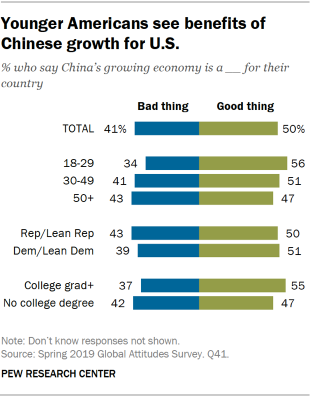 Younger Americans see benefits of
Chinese growth for U.S.
% who say China's growing economy is a __ for their
country
Bad thing Good thing
TOTAL 41% 50%
18-29 34 56
30-49 41 51
50+ 43 47
Rep/Lean Rep 43 50
Dem/Lean Dem 39 51
College grad+ 37 55
No college degree 42 47
Note: Don't know responses not shown.
Source: Spring 2019 Global Attitudes Survey. Q41.
PEW RESEARCH CENTER